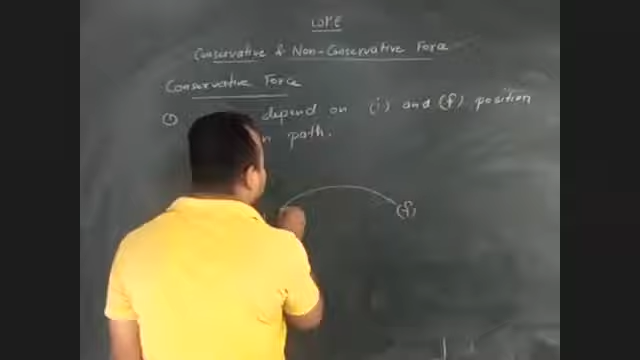 WPE
Conservative & Non-Conservative Force
Conservative Force
① depend on (i) and (f) position
path.
(f)